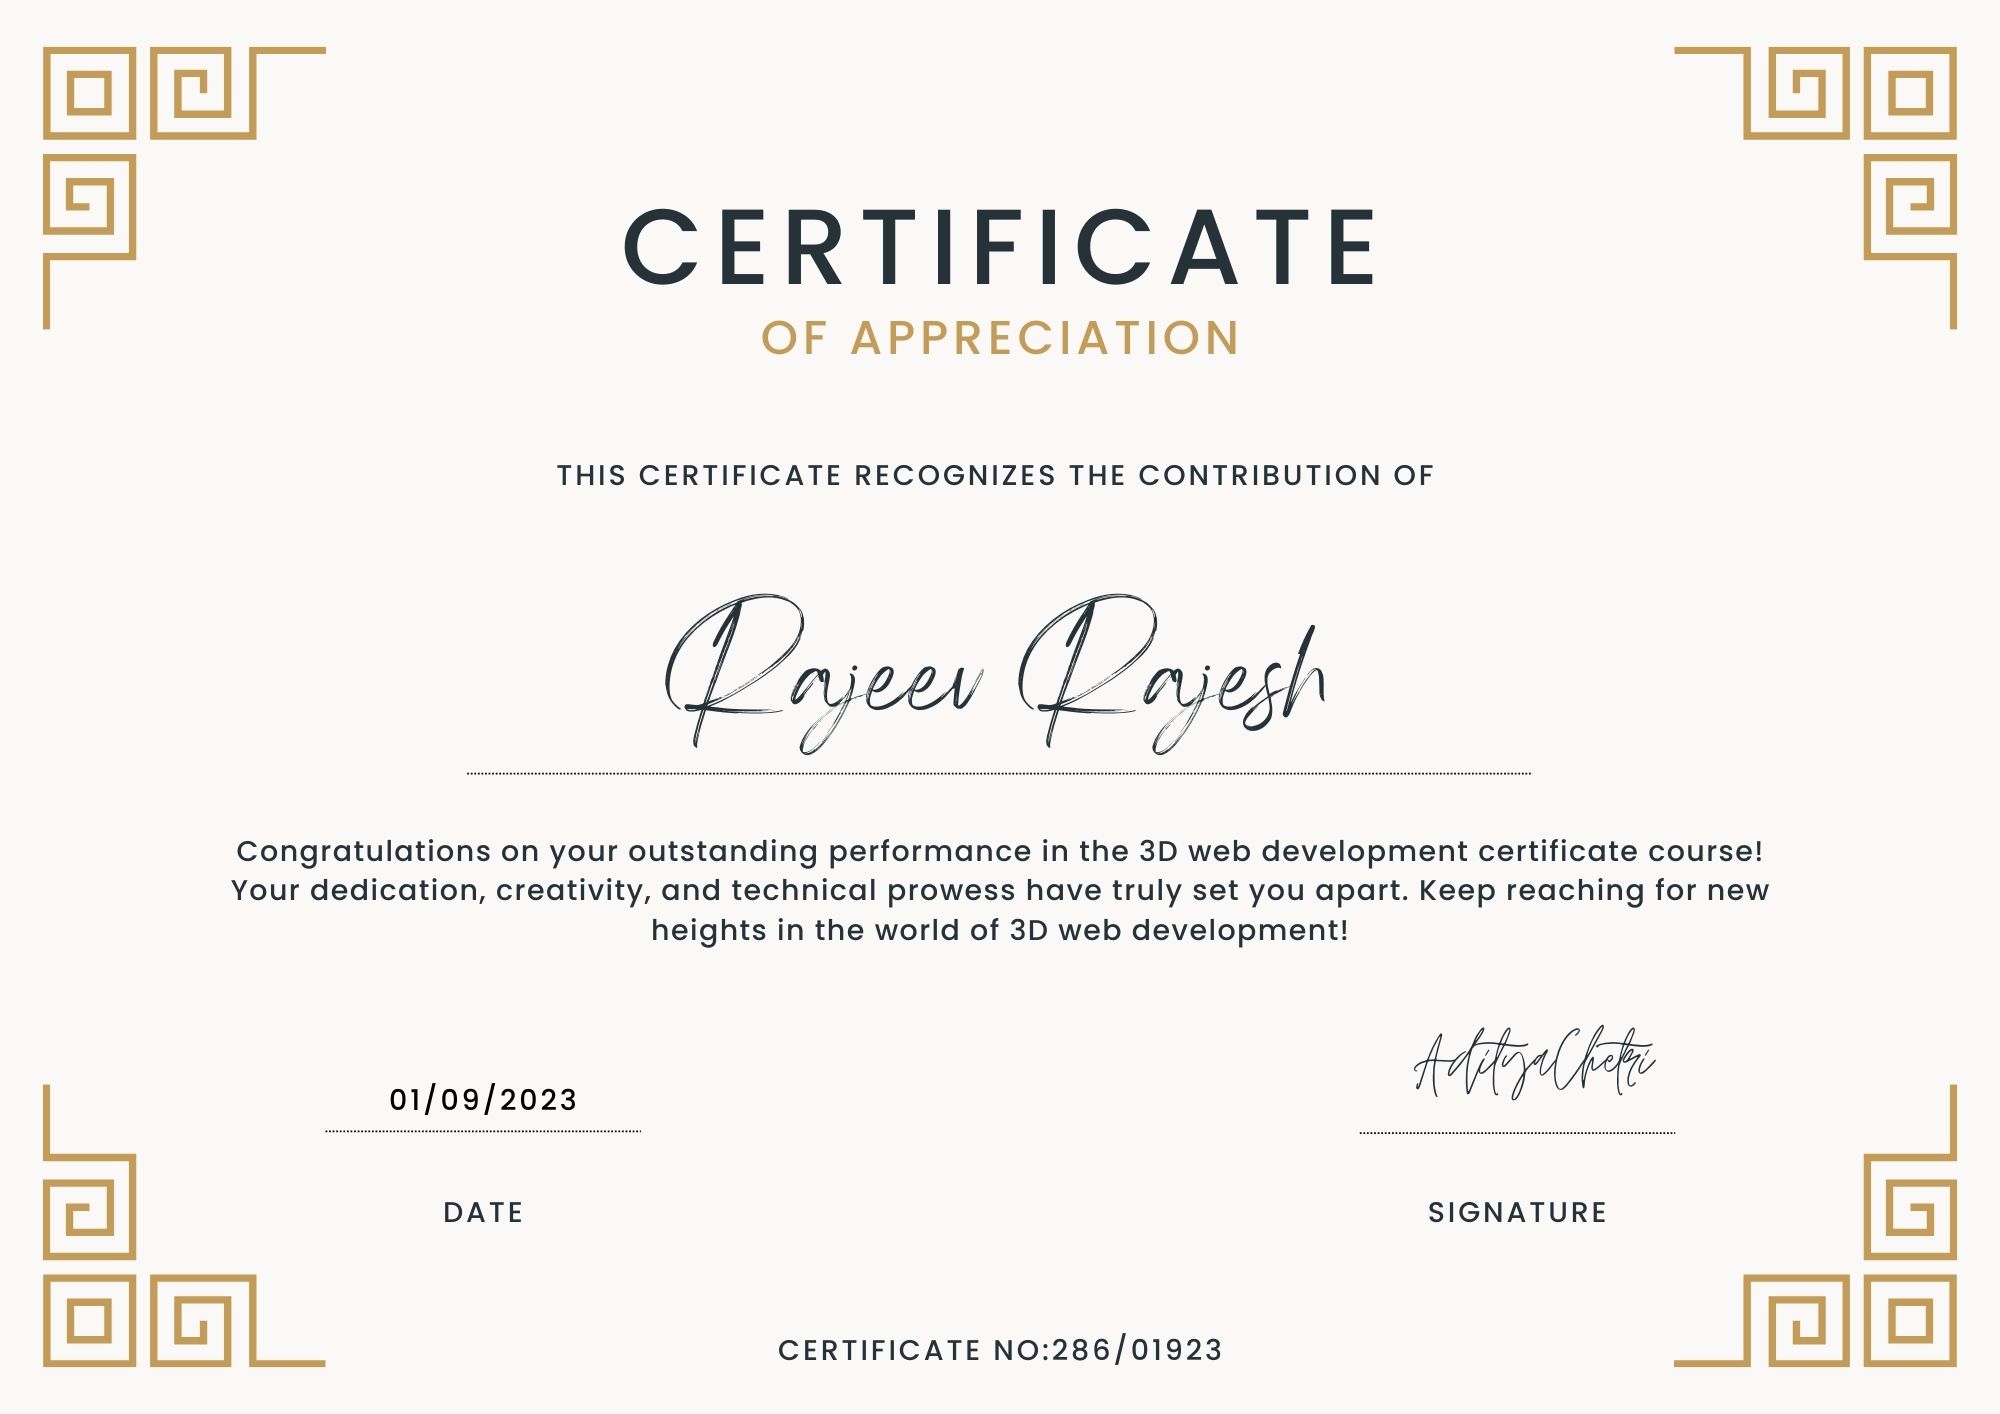 CERTIFICATE
OF APPRECIATION
THIS CERTIFICATE RECOGNIZES THE CONTRIBUTION OF
Rajeev Rajesh
Congratulations on your outstanding performance in the 3D web development certificate course!
Your dedication, creativity, and technical prowess have truly set you apart. Keep reaching for new
heights in the world of 3D web development!
AdityaChetri
01/09/2023
DATE
SIGNATURE
CERTIFICATE NO:286/01923